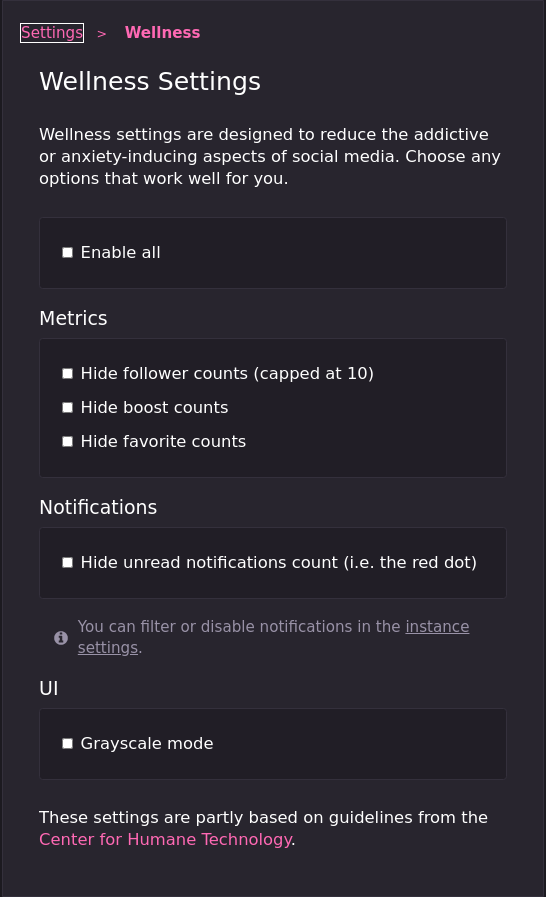 Settings > Wellness
Wellness Settings
Wellness settings are designed to reduce the addictive
or anxiety-inducing aspects of social media. Choose any
options that work well for you.
Enable all
Metrics
Hide follower counts (capped at 10)
Hide boost counts
Hide favorite counts
Notifications
Hide unread notifications count (i.e. the red dot)
You can filter or disable notifications in the instance
settings.
UI
Grayscale mode
These settings are partly based on guidelines from the
Center for Humane Technology.